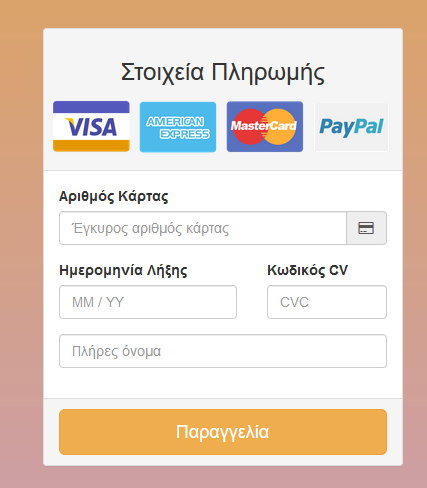 Στοιχεία Πληρωμής
VISA AMERICAN EXPRESS MasterCard PayPal
Αριθμός Κάρτας
Έγκυρος αριθμός κάρτας
Ημερομηνία Λήξης Κωδικός CV
MM / YY CVC
Πλήρες όνομα
Παραγγελία